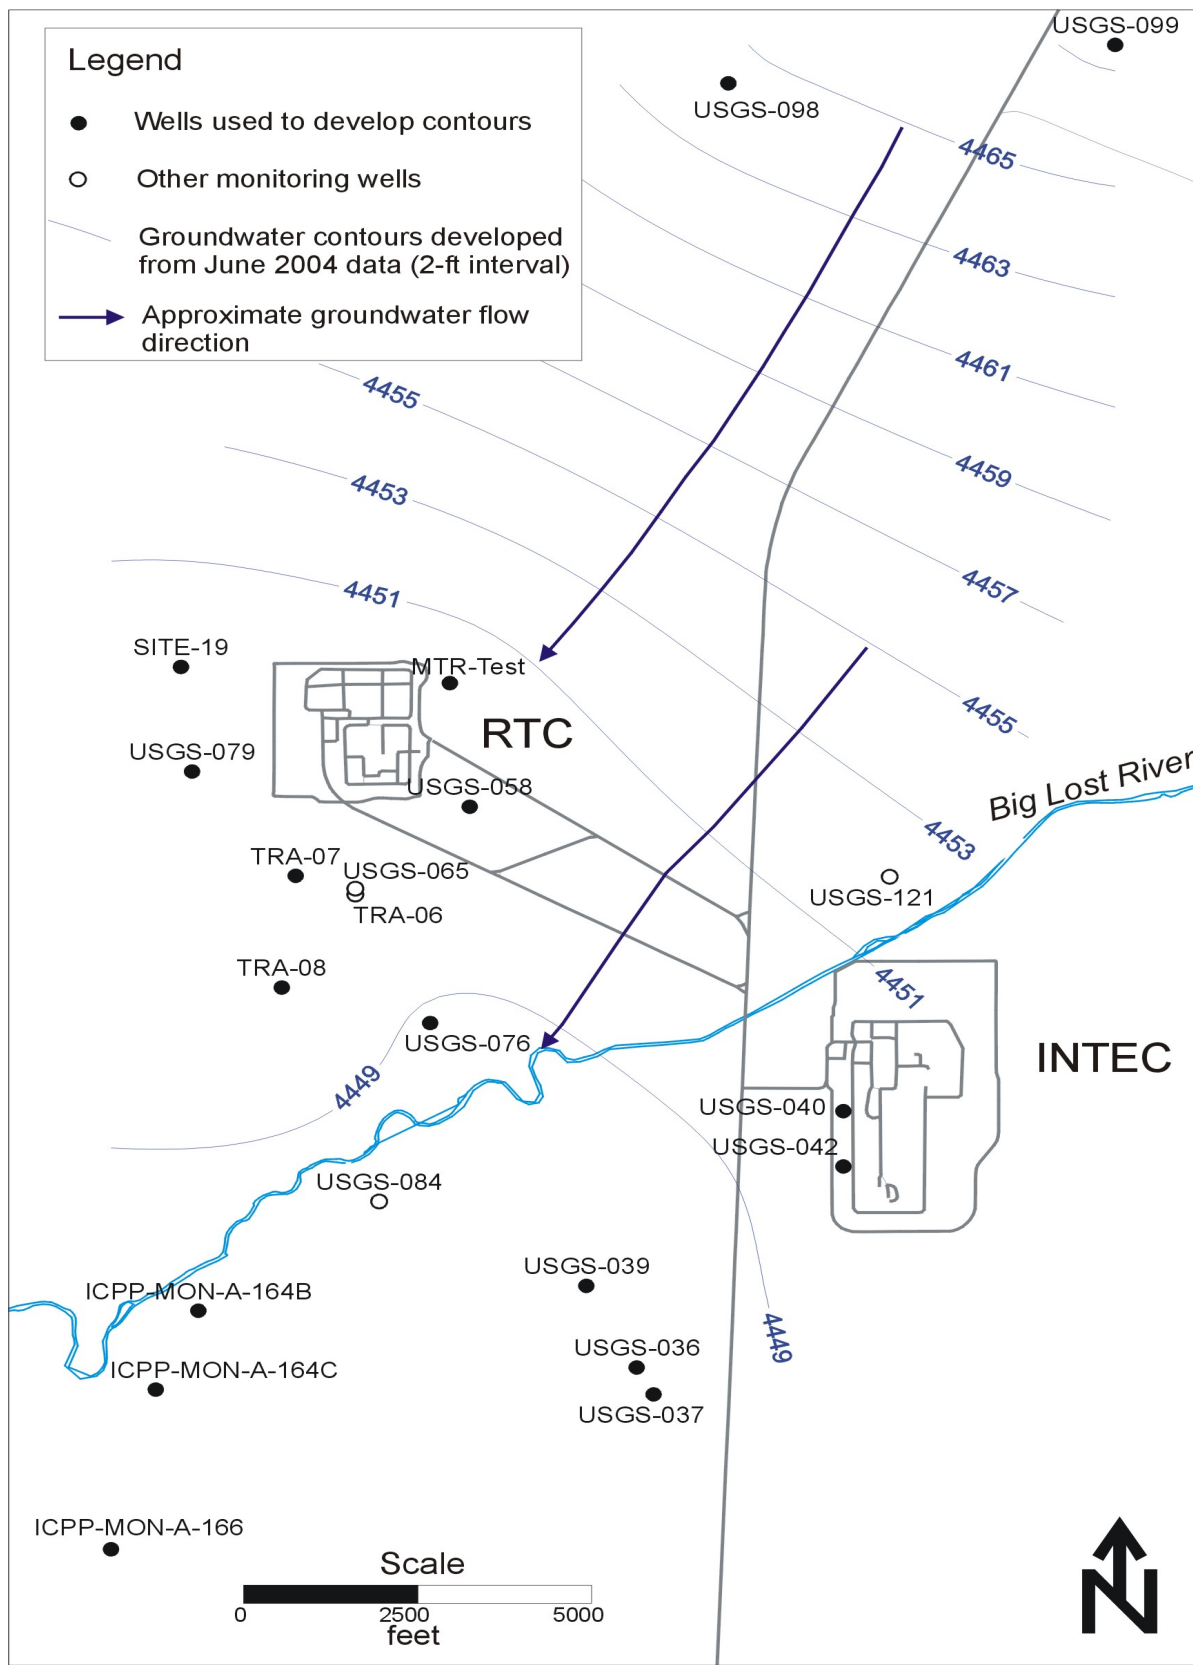 USGS-099
Legend
Wells used to develop contours
Other monitoring wells
Groundwater contours developed
from June 2004 data (2-ft interval)
Approximate groundwater flow
direction
USGS-098
4465
4463
4461
4455
4459
4453
4457
4451
SITE-19
MTR-Test
RTC
4455
USGS-079
USGS-058
Big Lost River
4453
TRA-07
USGS-065
USGS-121
TRA-06
TRA-08
4451
USGS-076
INTEC
4449
USGS-040
USGS-042
USGS-084
USGS-039
ICPP-MON-A-164B
4449
USGS-036
ICPP-MON-A-164C
USGS-037
ICPP-MON-A-166
Scale
0 2500 5000
feet
N